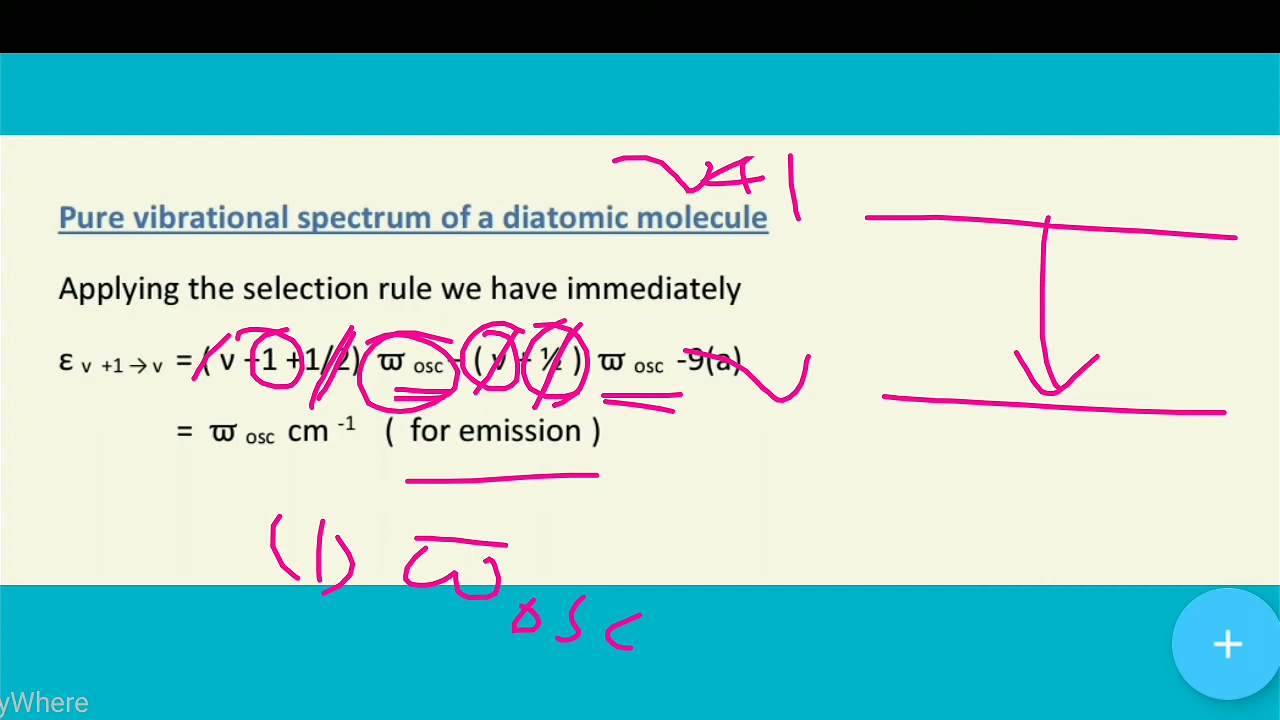 v+1
Pure vibrational spectrum of a diatomic molecule
Applying the selection rule we have immediately
ε v +1→v = ( v +1 +1/2) ϖ osc - ( v + ½ ) ϖ osc -9(a)
= ϖ osc cm -1 ( for emission )
(1) ϖ osc
yWhere